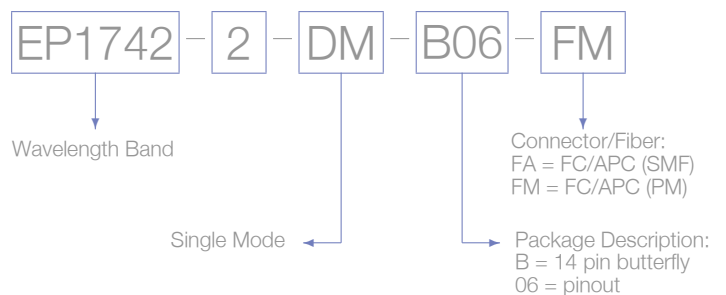 EP1742 - 2 - DM - B06 - FM
Wavelength Band
Connector/Fiber:
FA = FC/APC (SMF)
FM = FC/APC (PM)
Single Mode
Package Description:
B = 14 pin butterfly
06 = pinout